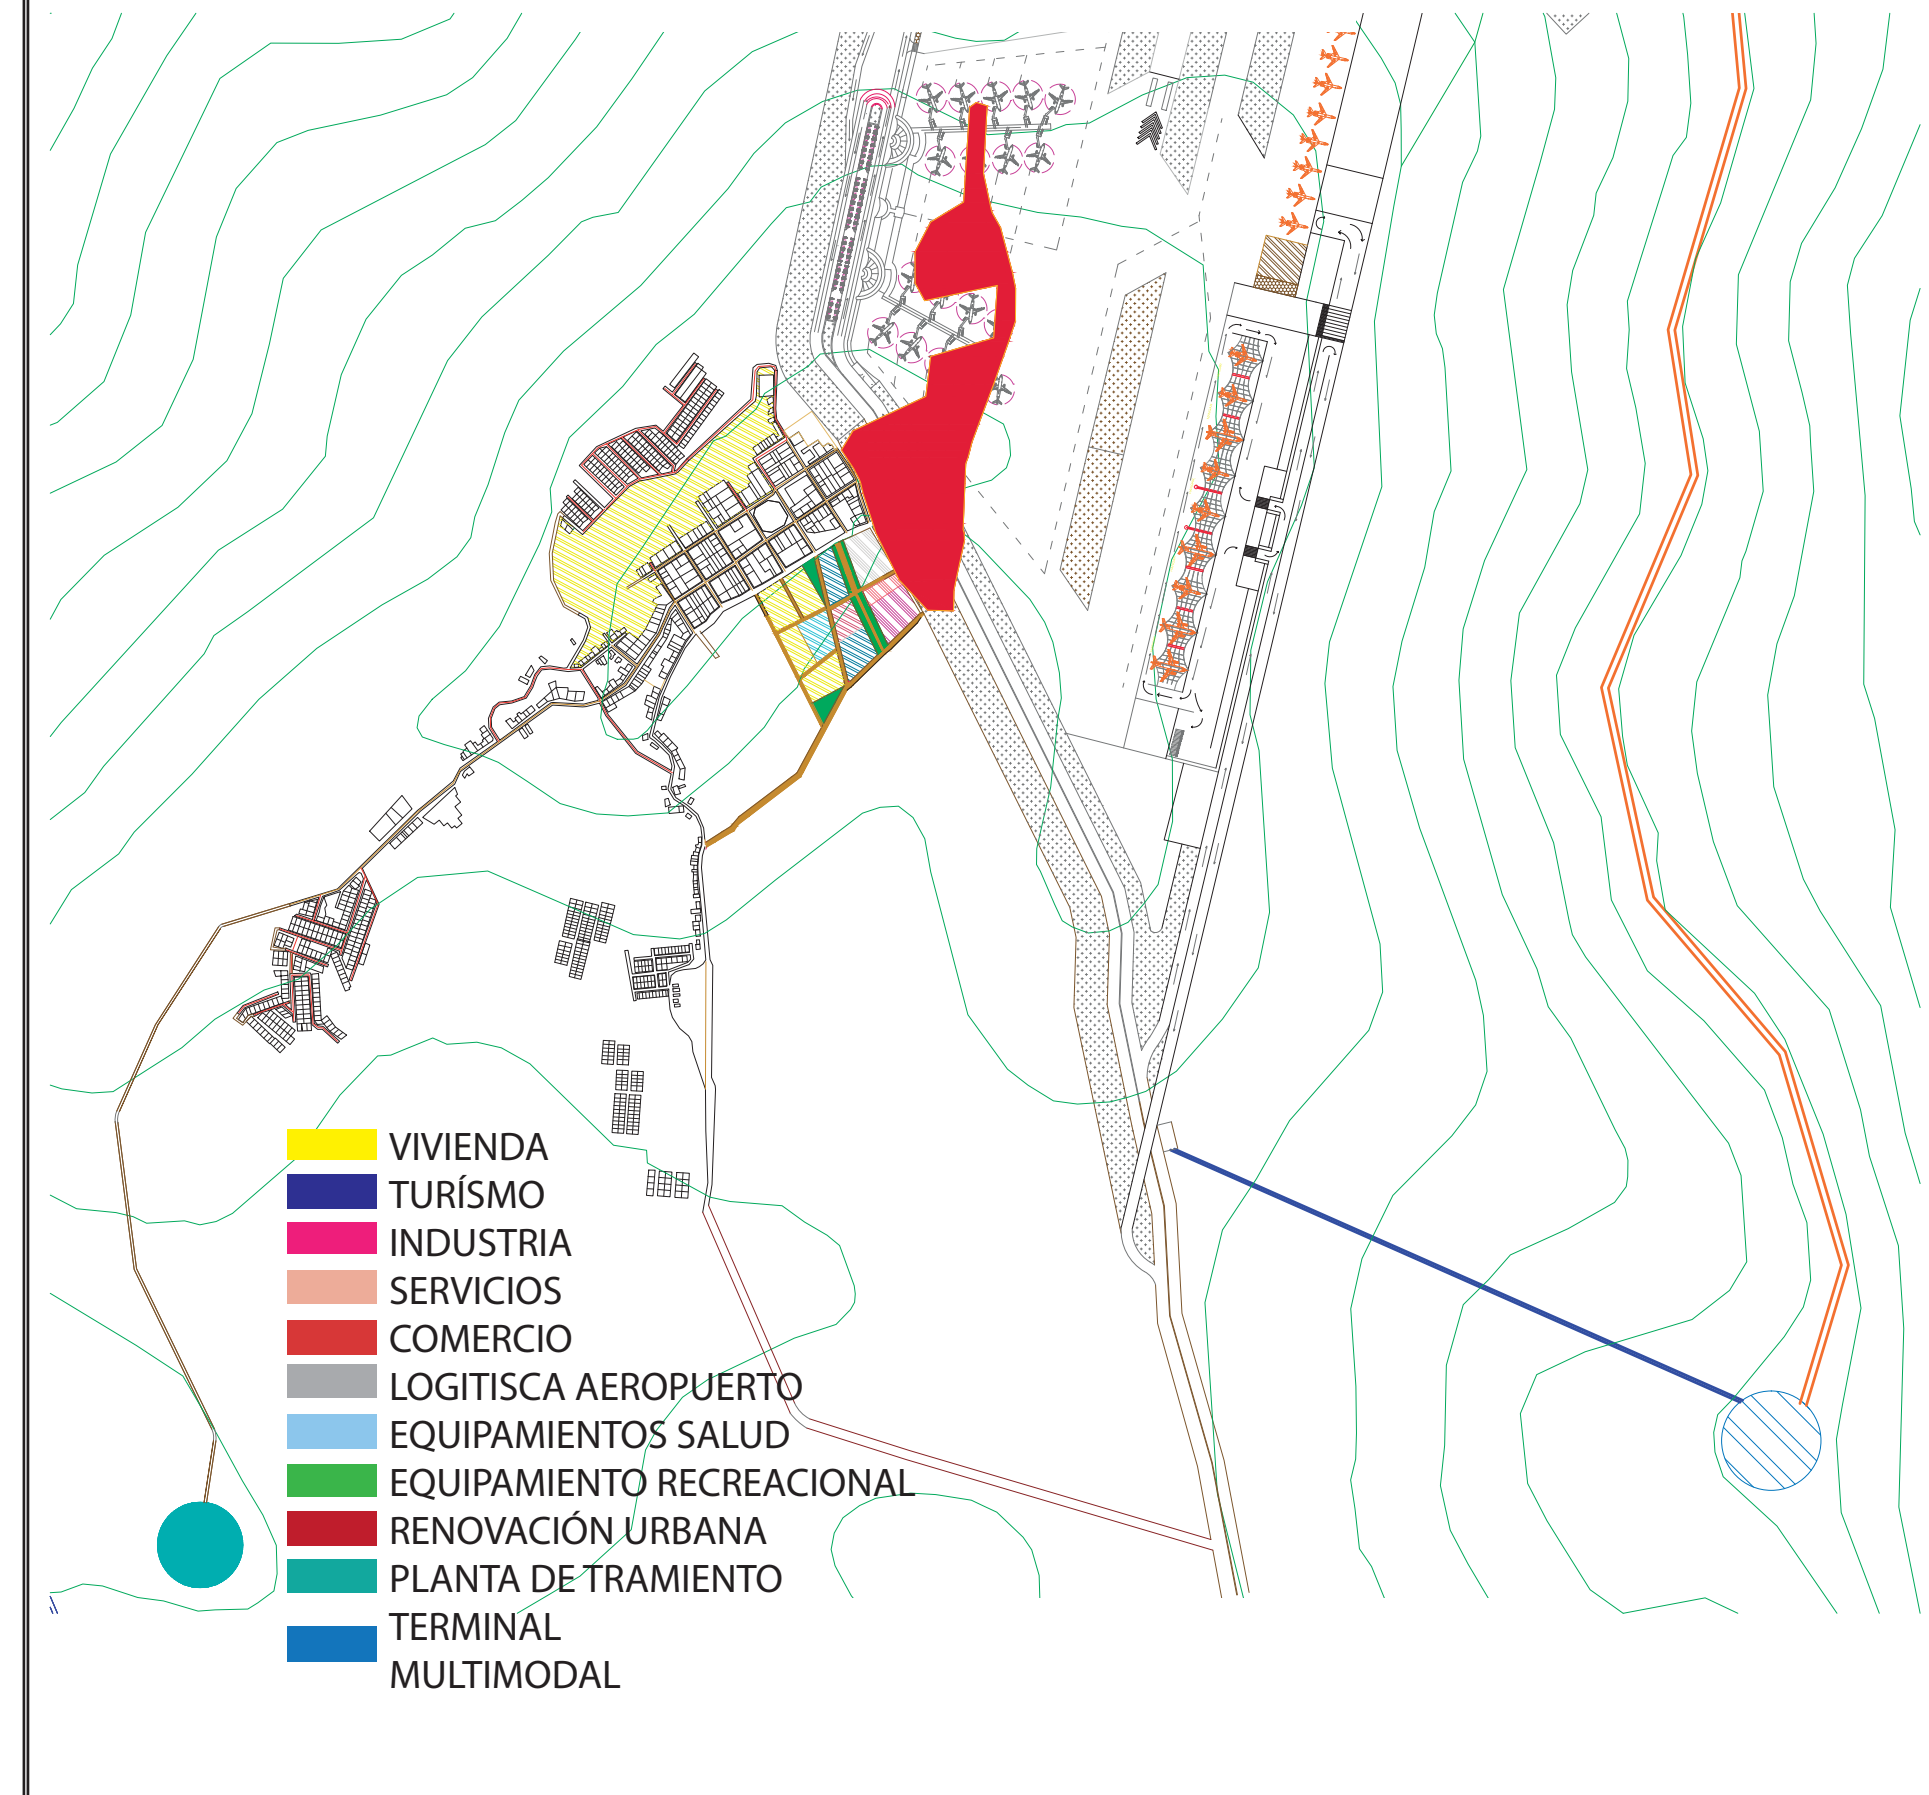 VIVIENDA
TURÍSMO
INDUSTRIA
SERVICIOS
COMERCIO
LOGITISCA AEROPUERTO
EQUIPAMIENTOS SALUD
EQUIPAMIENTO RECREACIONAL
RENOVACIÓN URBANA
PLANTA DE TRAMIENTO
TERMINAL
MULTIMODAL